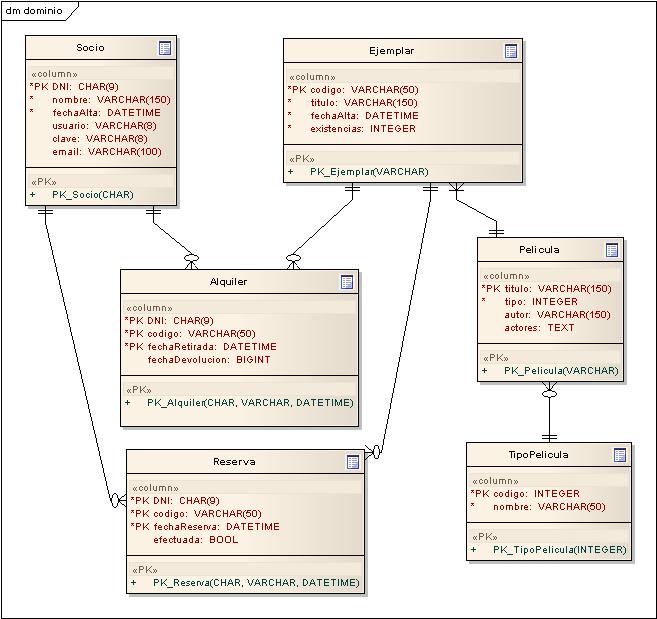 dm dominio
Socio
«column»
*PK DNI: CHAR(9)
* nombre: VARCHAR(150)
* fechaAlta: DATETIME
usuario: VARCHAR(8)
clave: VARCHAR(8)
email: VARCHAR(100)
«PK»
+ PK_Socio(CHAR)
Ejemplar
«column»
*PK codigo: VARCHAR(50)
* titulo: VARCHAR(150)
* fechaAlta: DATETIME
* existencias: INTEGER
«PK»
+ PK_Ejemplar(VARCHAR)
Alquiler
«column»
*PK DNI: CHAR(9)
*PK codigo: VARCHAR(50)
*PK fechaRetirada: DATETIME
fechaDevolucion: BIGINT
«PK»
+ PK_Alquiler(CHAR, VARCHAR, DATETIME)
Pelicula
«column»
*PK titulo: VARCHAR(150)
* tipo: INTEGER
autor: VARCHAR(150)
actores: TEXT
«PK»
+ PK_Pelicula(VARCHAR)
Reserva
«column»
*PK DNI: CHAR(9)
*PK codigo: VARCHAR(50)
*PK fechaReserva: DATETIME
efectuada: BOOL
«PK»
+ PK_Reserva(CHAR, VARCHAR, DATETIME)
TipoPelicula
«column»
*PK codigo: INTEGER
* nombre: VARCHAR(50)
«PK»
+ PK_TipoPelicula(INTEGER)